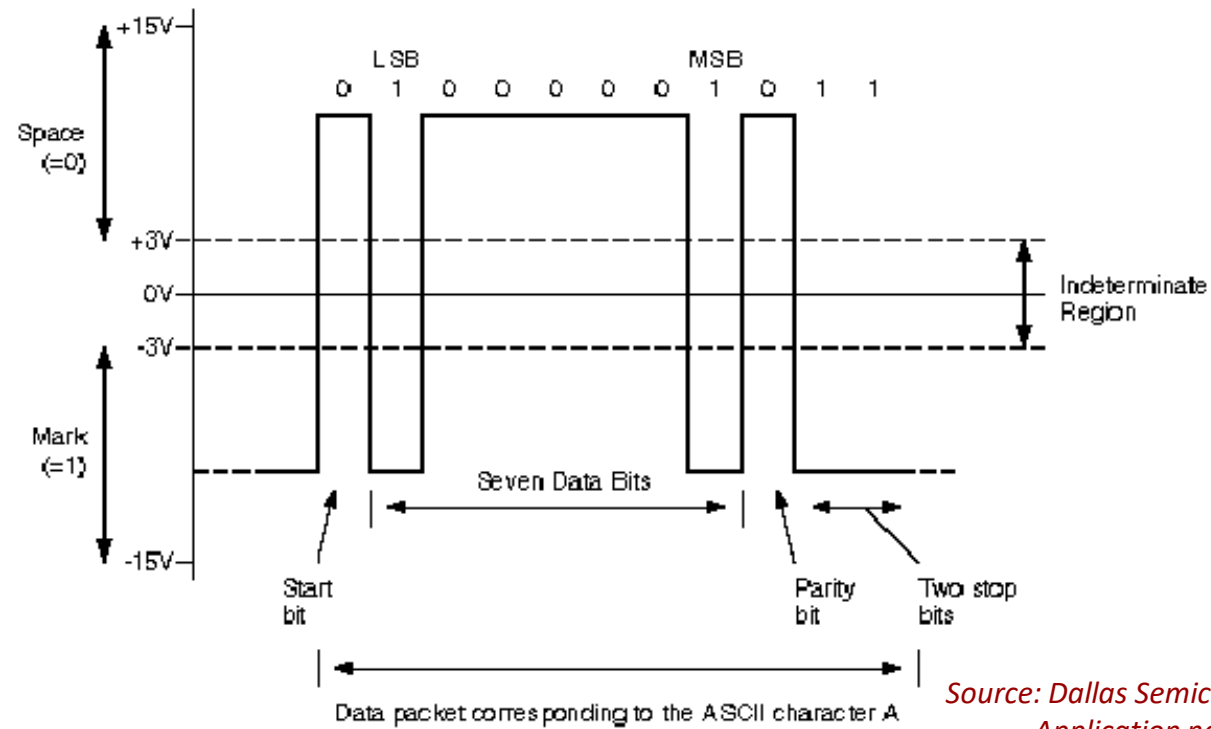 +15V
LSB MSB
0 1 0 0 0 0 0 1 0 1 1
Space
(=0)
+3V
0V
-3V
Indeterminate
Region
Mark
(=1)
Seven Data Bits
-15V
Start
bit
Parity
bit
Two stop
bits
Data packet corresponding to the ASCII character A
Source: Dallas Semic
Application